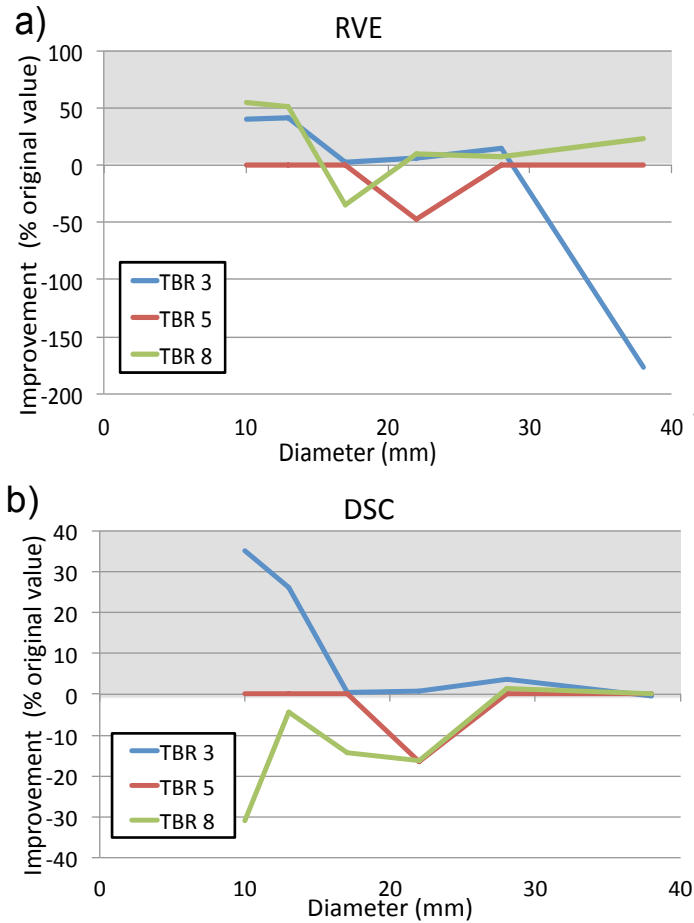 a)
RVE
Improvement (% original value)
100
50
0
-50
-100
-150
-200
TBR 3
TBR 5
TBR 8
0
10
20
30
40
Diameter (mm)
b)
DSC
Improvement (% original value)
40
30
20
10
0
-10
-20
-30
-40
TBR 3
TBR 5
TBR 8
0
10
20
30
40
Diameter (mm)